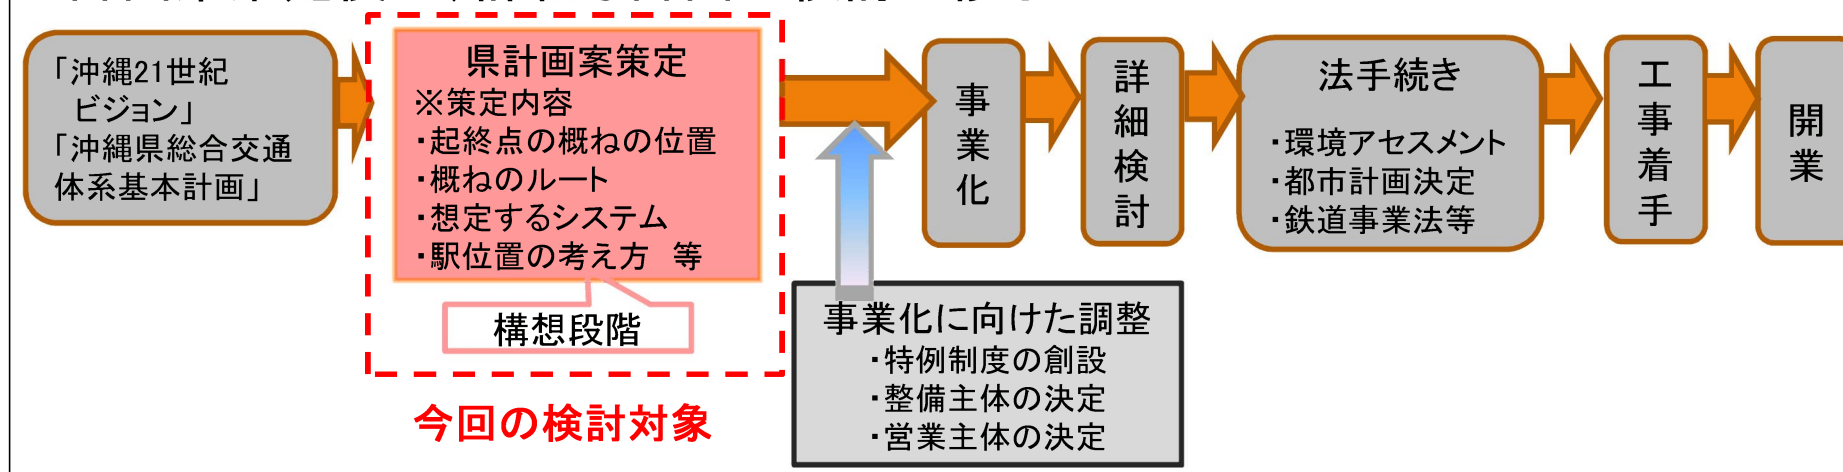 「沖縄21世紀
ビジョン」
「沖縄県総合交通
体系基本計画」
県計画案策定
※策定内容
・起終点の概ねの位置
・概ねのルート
・想定するシステム
・駅位置の考え方　等
構想段階
今回の検討対象
事業化に向けた調整
・特例制度の創設
・整備主体の決定
・営業主体の決定
事業化
詳細検討
法手続き
・環境アセスメント
・都市計画決定
・鉄道事業法等
工事着手
開業